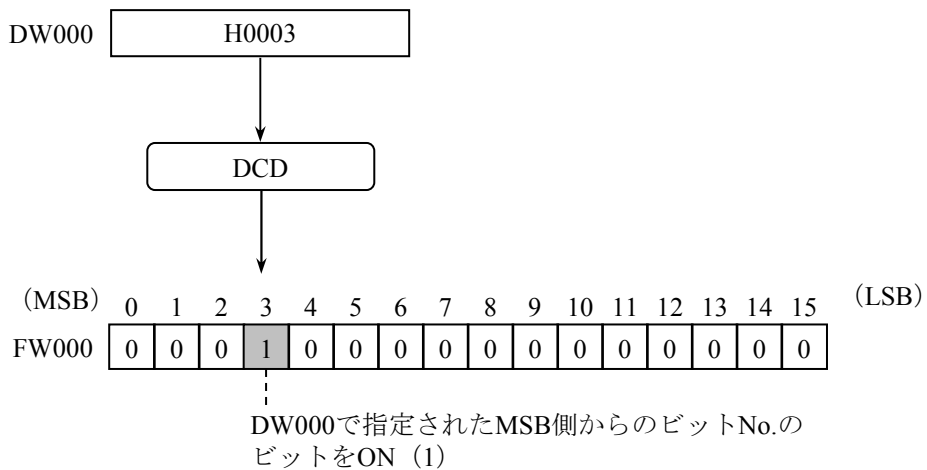 DW000 H0003
DCD
（MSB） 0 1 2 3 4 5 6 7 8 9 10 11 12 13 14 15 （LSB）
FW000 0 0 0 1 0 0 0 0 0 0 0 0 0 0 0 0
DW000で指定されたMSB側からのビットNo.の
ビットをON（1）